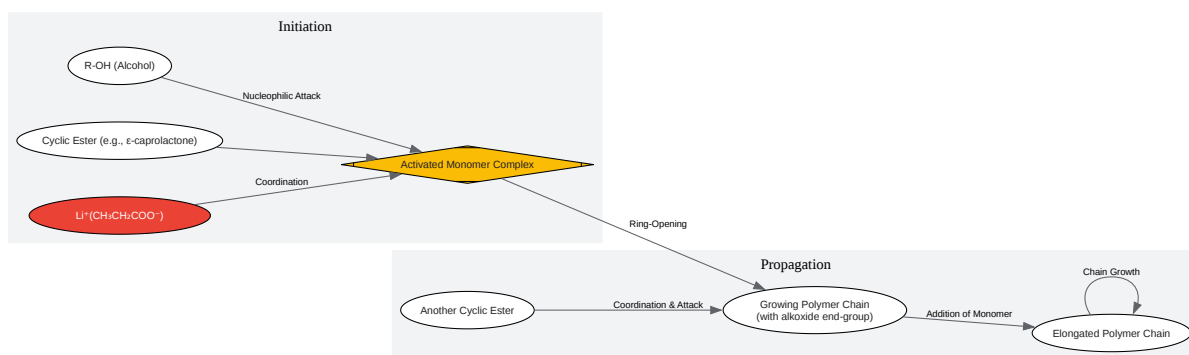 Initiation
R-OH (Alcohol)
Nucleophilic Attack
Cyclic Ester (e.g., ε-caprolactone)
Activated Monomer Complex
Coordination
Li⁺(CH₃CH₂COO⁻)
Ring-Opening
Propagation
Chain Growth
Another Cyclic Ester
Coordination & Attack
Growing Polymer Chain
(with alkoxide end-group)
Addition of Monomer
Elongated Polymer Chain